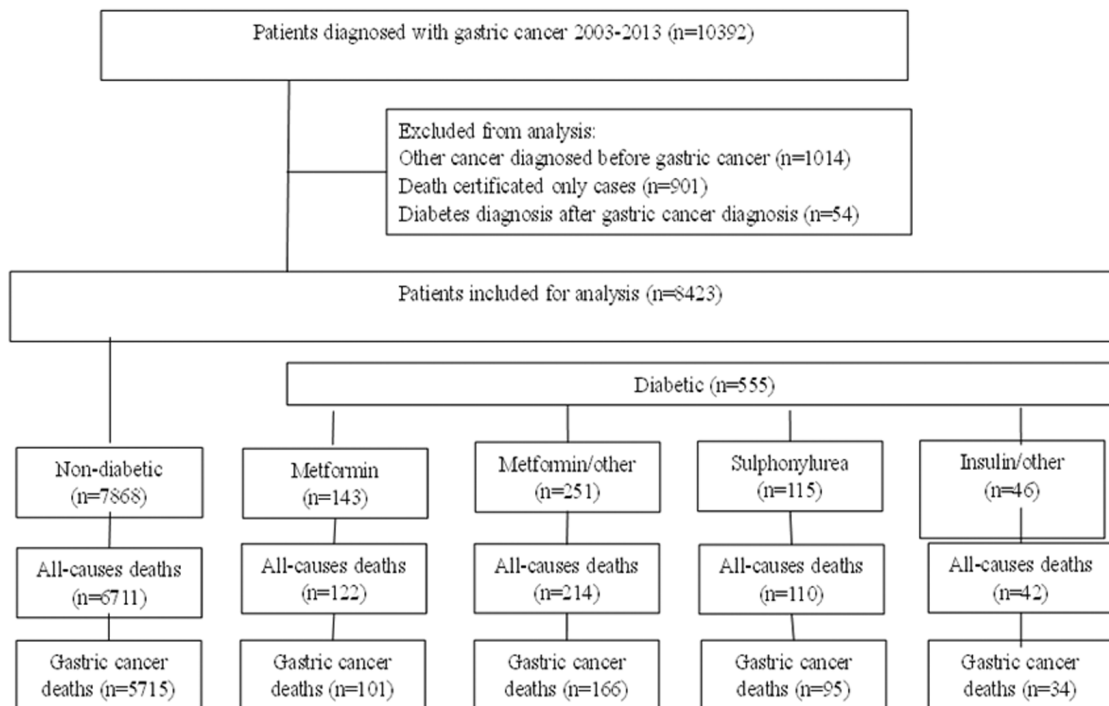 Patients diagnosed with gastric cancer 2003-2013 (n=10392)
Excluded from analysis:
Other cancer diagnosed before gastric cancer (n=1014)
Death certificated only cases (n=901)
Diabetes diagnosis after gastric cancer diagnosis (n=54)
Patients included for analysis (n=8423)
Diabetic (n=555)
Non-diabetic
(n=7868)
Metformin
(n=143)
Metformin/other
(n=251)
Sulphonylurea
(n=115)
Insulin/other
(n=46)
All-causes deaths
(n=6711)
All-causes deaths
(n=122)
All-causes deaths
(n=214)
All-causes deaths
(n=110)
All-causes deaths
(n=42)
Gastric cancer
deaths (n=5715)
Gastric cancer
deaths (n=101)
Gastric cancer
deaths (n=166)
Gastric cancer
deaths (n=95)
Gastric cancer
deaths (n=34)